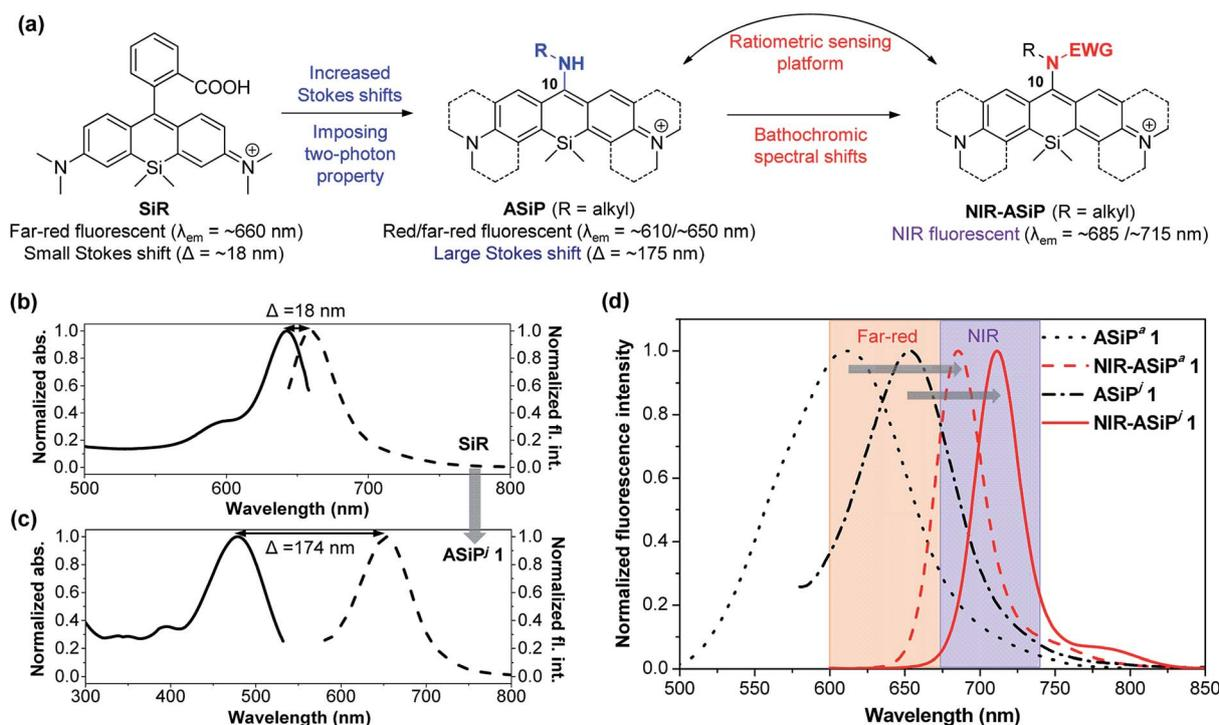 (a)
COOH
N
Si
N
+
SiR
Far-red fluorescent (λem = ~660 nm)
Small Stokes shift (Δ = ~18 nm)
Increased
Stokes shifts
Imposing
two-photon
property
R
NH
10
N
Si
N
+
ASiP (R = alkyl)
Red/far-red fluorescent (λem = ~610/~650 nm)
Large Stokes shift (Δ = ~175 nm)
Ratiometric sensing
platform
Bathochromic
spectral shifts
R
N
EWG
10
N
Si
N
+
NIR-ASiP (R = alkyl)
NIR fluorescent (λem = ~685 /~715 nm)
(b)
Δ =18 nm
1.0
0.8
0.6
0.4
0.2
0.0
Normalized abs.
1.0
0.8
0.6
0.4
0.2
0.0
Normalized fl. int.
500
600
700
800
Wavelength (nm)
SiR
(c)
Δ =174 nm
1.0
0.8
0.6
0.4
0.2
0.0
Normalized abs.
1.0
0.8
0.6
0.4
0.2
0.0
Normalized fl. int.
300
400
500
600
700
800
Wavelength (nm)
ASiPj 1
(d)
Far-red
NIR
ASiPa 1
NIR-ASiPa 1
ASiPj 1
NIR-ASiPj 1
1.0
0.8
0.6
0.4
0.2
0.0
Normalized fluorescence intensity
500
550
600
650
700
750
800
850
Wavelength (nm)